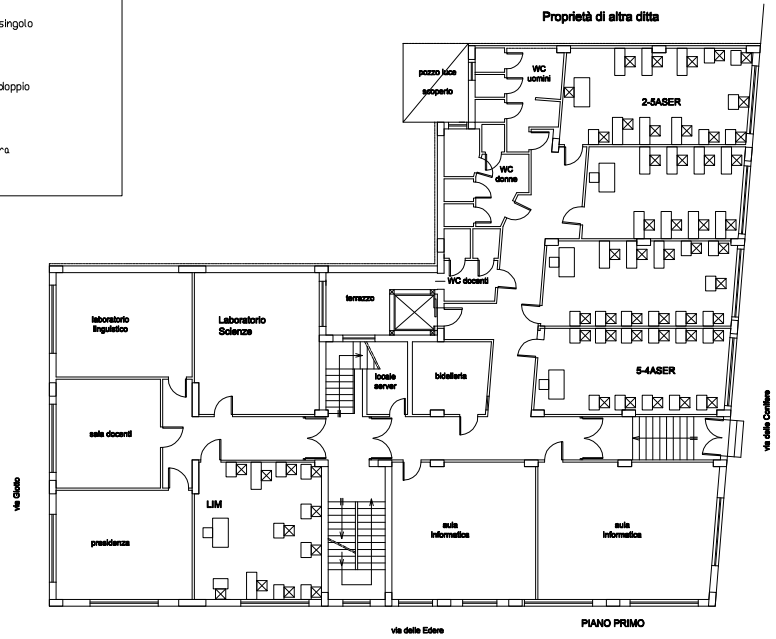 singolo
doppio
ra
Proprietà di altra ditta
pozzo luce
scoperto
WC
uomini
2-5ASER
WC
donne
WC docenti
terrazzo
laboratorio
linguistico
Laboratorio
Scienze
locale
server
bidelleria
5-4ASER
sala docenti
via Giotto
via delle Conifere
LIM
presidenza
aula
informatica
aula
informatica
via delle Edere
PIANO PRIMO